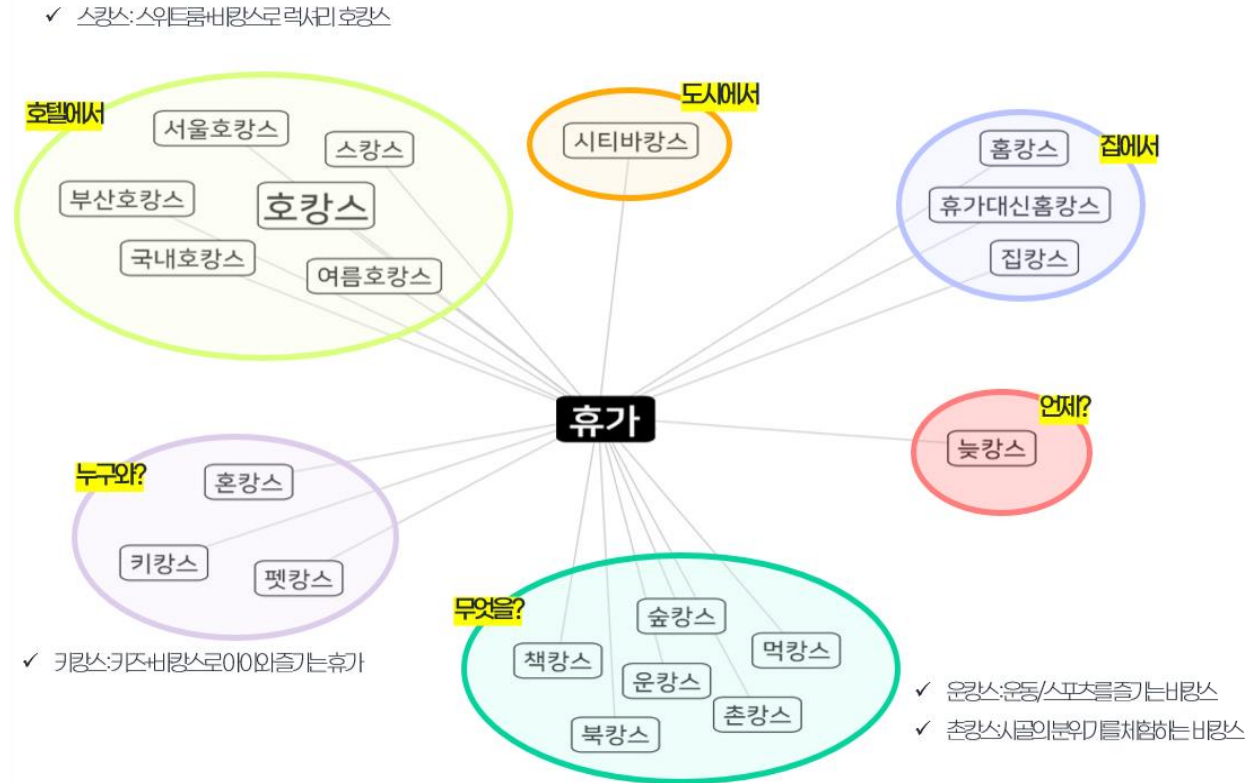 ✓ 스캉스: 스위트룸+바캉스로 럭셔리 호캉스
호텔에서
서울호캉스
스캉스
부산호캉스
호캉스
국내호캉스
여름호캉스
도시에서
시티바캉스
집에서
홈캉스
휴가대신홈캉스
집캉스
휴가
언제?
늦캉스
누구와?
혼캉스
키캉스
펫캉스
✓ 키캉스:키즈+바캉스로 아이와 즐기는 휴가
무엇을?
숲캉스
책캉스
먹캉스
운캉스
촌캉스
북캉스
✓ 운캉스:운동/스포츠를 즐기는 바캉스
✓ 촌캉스:시골의 분위기를 체험하는 바캉스